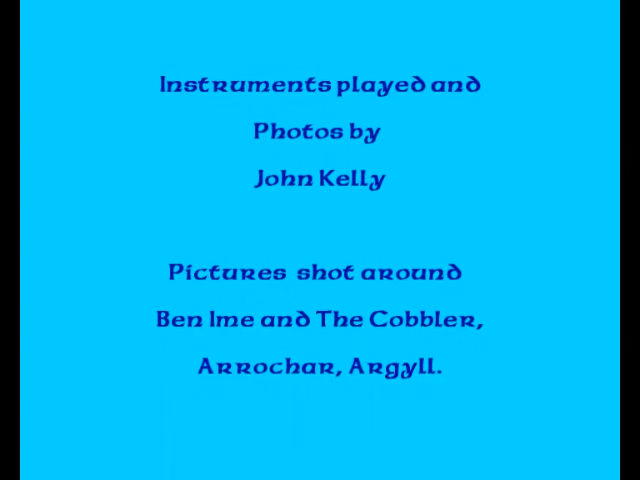 Instruments played and
Photos by
John Kelly
Pictures shot around
Ben Ime and The Cobbler,
Arrochar, Argyll.